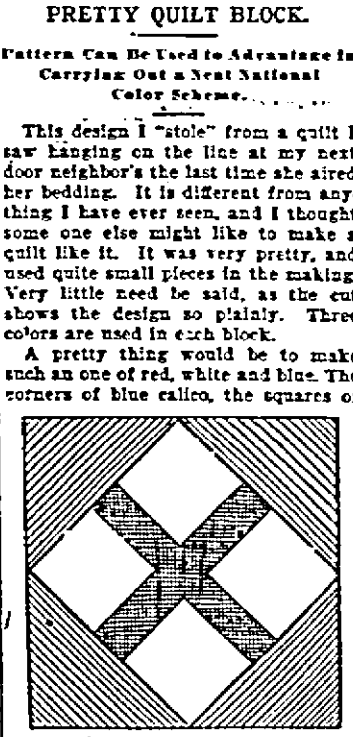 PRETTY QUILT BLOCK.
Pattern Can Be Used to Advantage in
Carrying Out a Neat National
Color Scheme.
This design I "stole" from a quilt I
saw hanging on the line at my next
door neighbor's the last time she aired
her bedding. It is different from any-
thing I have ever seen, and I thought
some one else might like to make a
quilt like it. It was very pretty, and
used quite small pieces in the making.
Very little need be said, as the cut
shows the design so plainly. Three
colors are used in each block.
A pretty thing would be to make
such an one of red, white and blue. The
corners of blue calico, the squares of